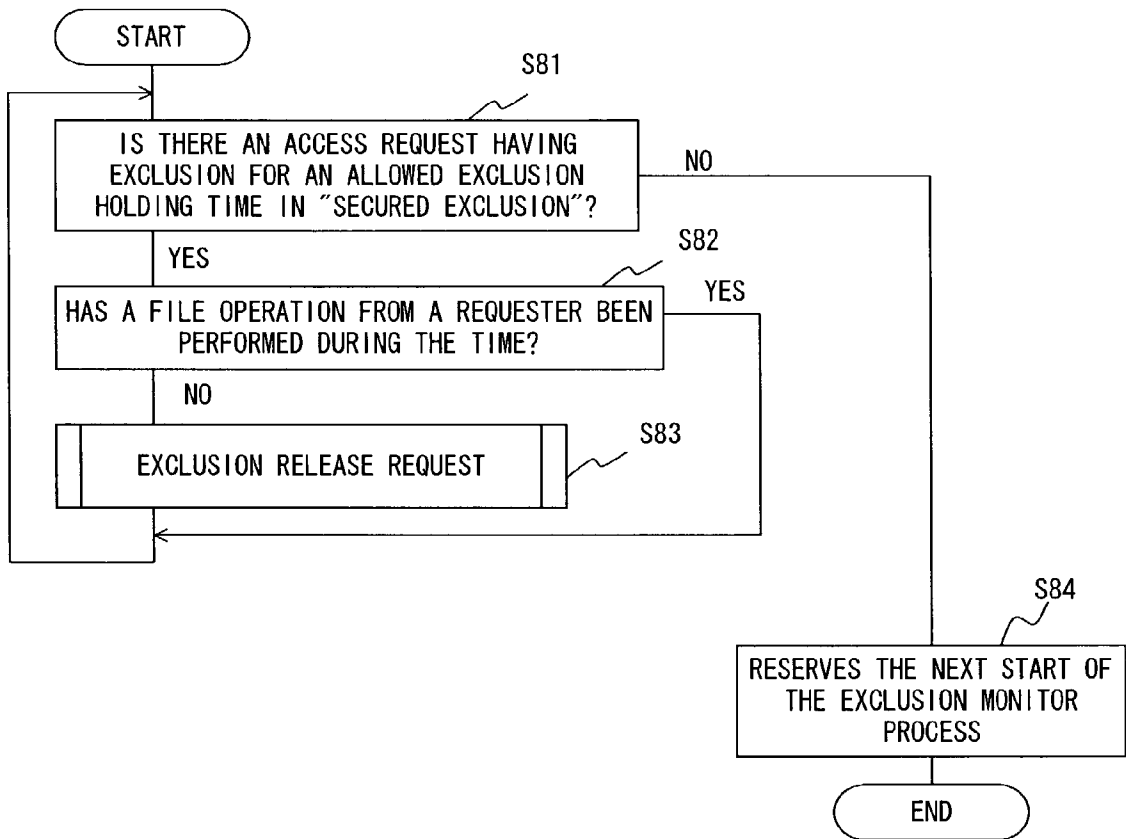 START
S81
IS THERE AN ACCESS REQUEST HAVING
EXCLUSION FOR AN ALLOWED EXCLUSION
HOLDING TIME IN "SECURED EXCLUSION"?
NO
YES
S82
HAS A FILE OPERATION FROM A REQUESTER BEEN
PERFORMED DURING THE TIME?
YES
NO
S83
EXCLUSION RELEASE REQUEST
S84
RESERVES THE NEXT START OF
THE EXCLUSION MONITOR
PROCESS
END